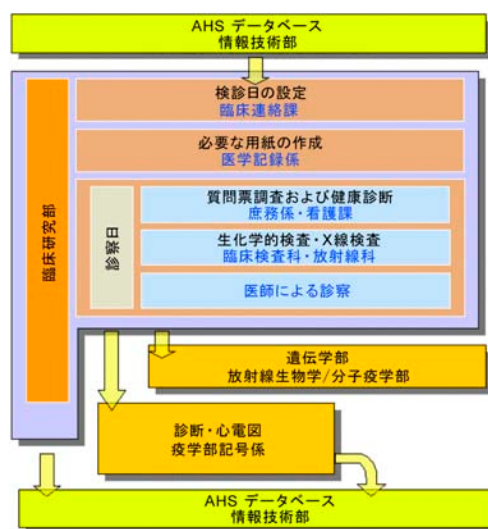 AHS データベース
情報技術部
臨床研究部
検診日の設定
臨床連絡課
必要な用紙の作成
医学記録係
診察日
質問票調査および健康診断
庶務係・看護課
生化学的検査・X線検査
臨床検査科・放射線科
医師による診察
遺伝学部
放射線生物学/分子疫学部
診断・心電図
疫学部記号係
AHS データベース
情報技術部